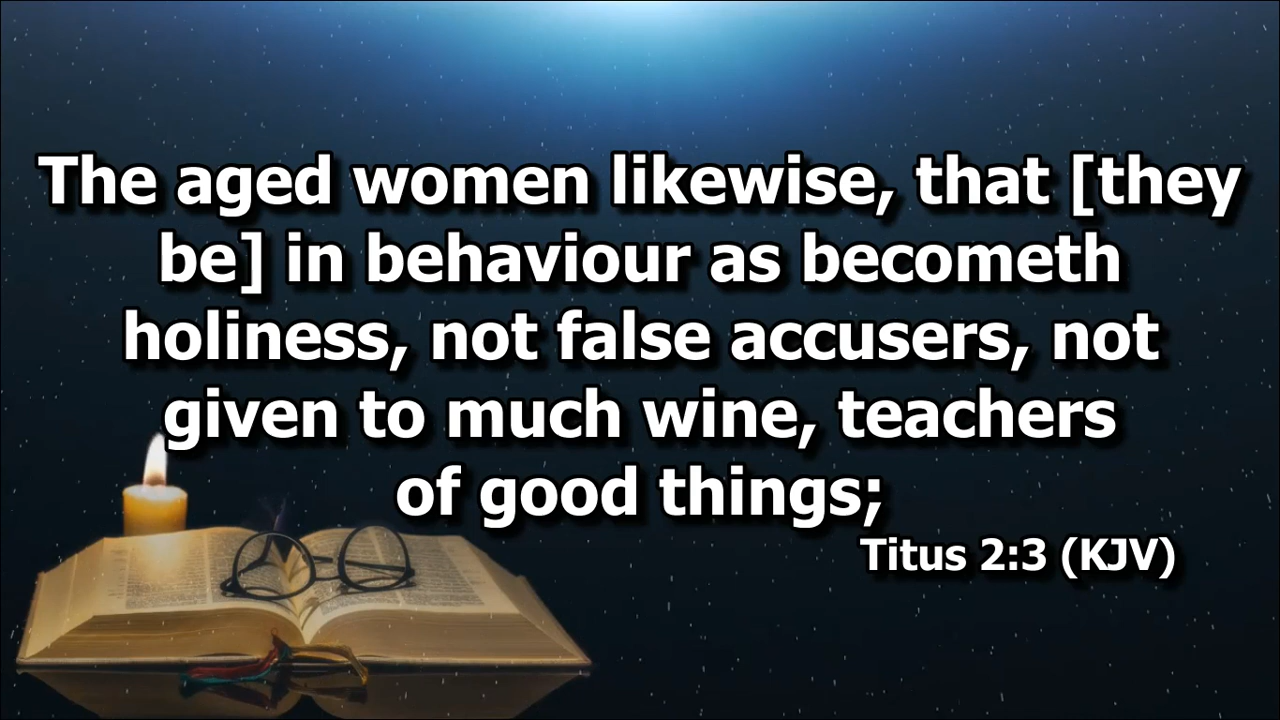 The aged women likewise, that [they
be] in behaviour as becometh
holiness, not false accusers, not
given to much wine, teachers
of good things;
Titus 2:3 (KJV)